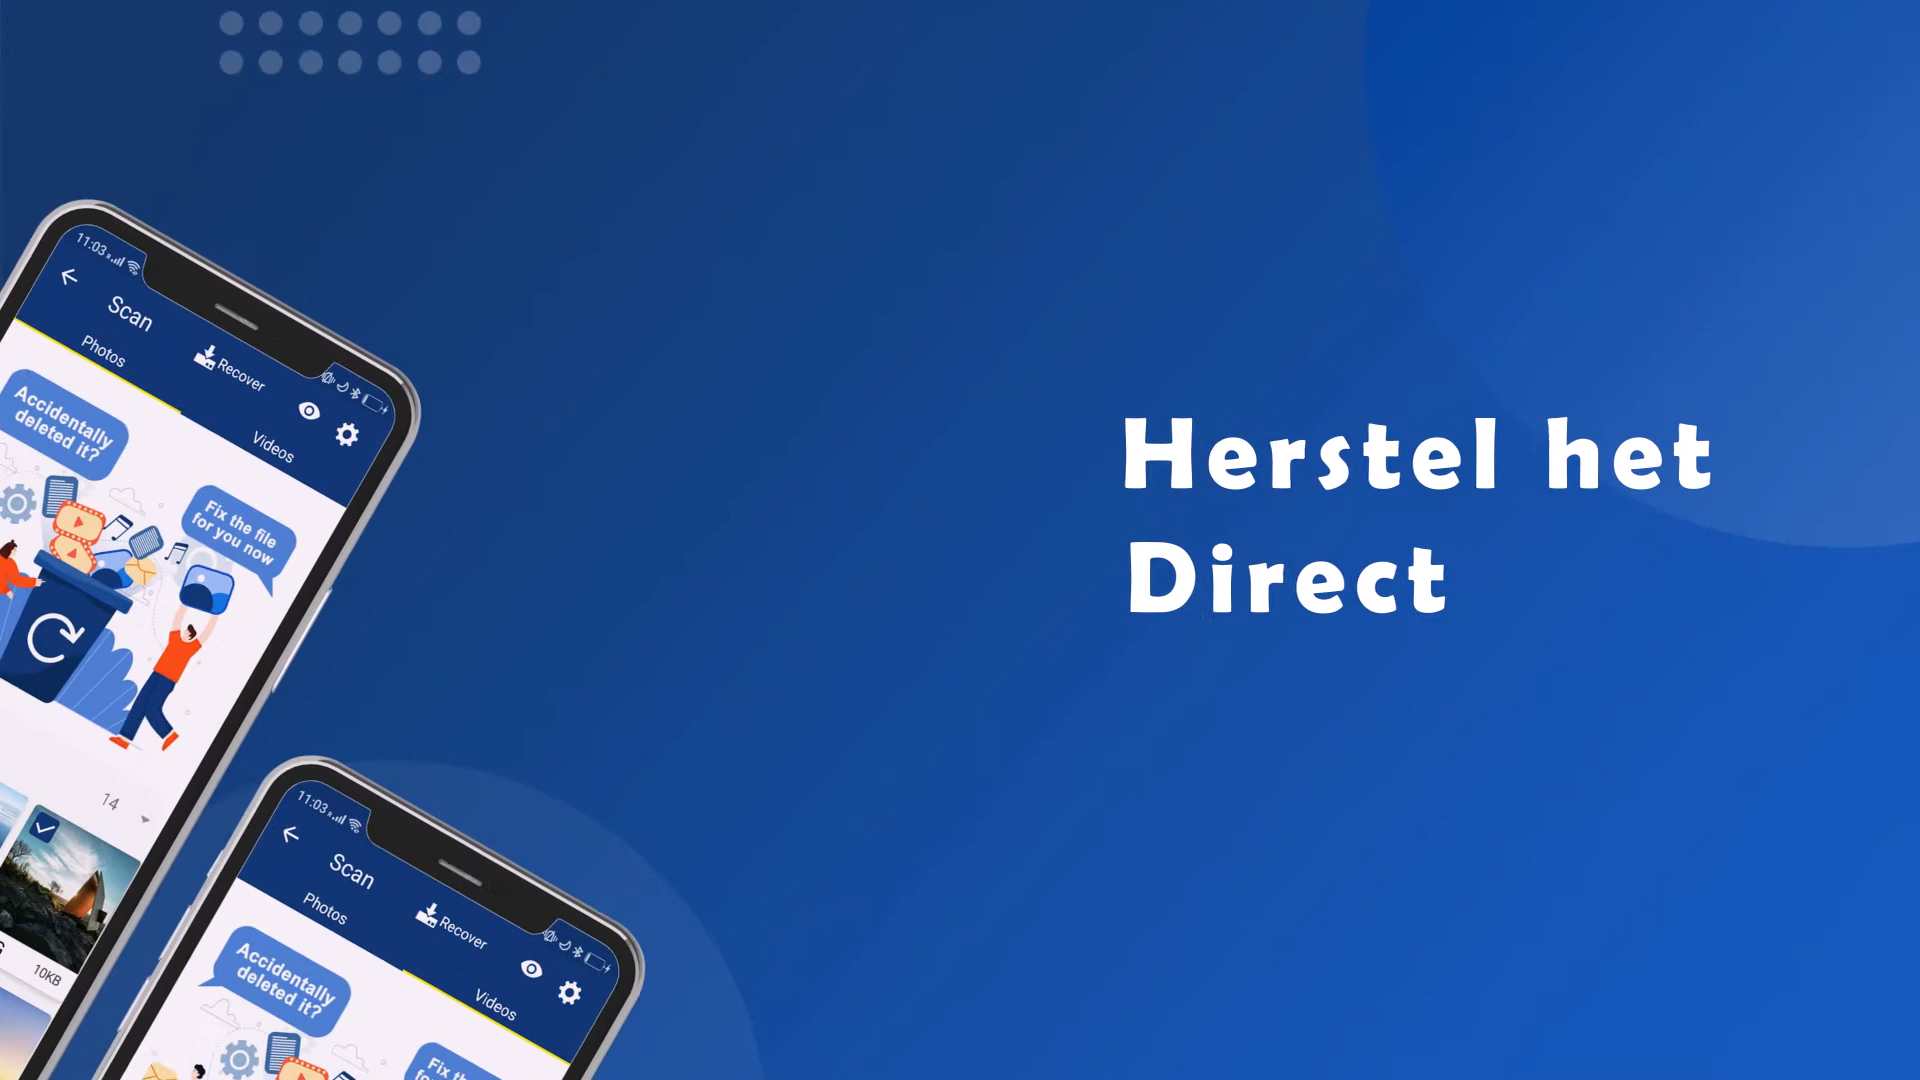 11:03
Scan
Photos
Recover
Videos
Accidentally
deleted it?
Fix the file
for you now
14
10KB
Herstel het
Direct
11:03
Scan
Photos
Recover
Videos
Accidentally
deleted it?
Fix